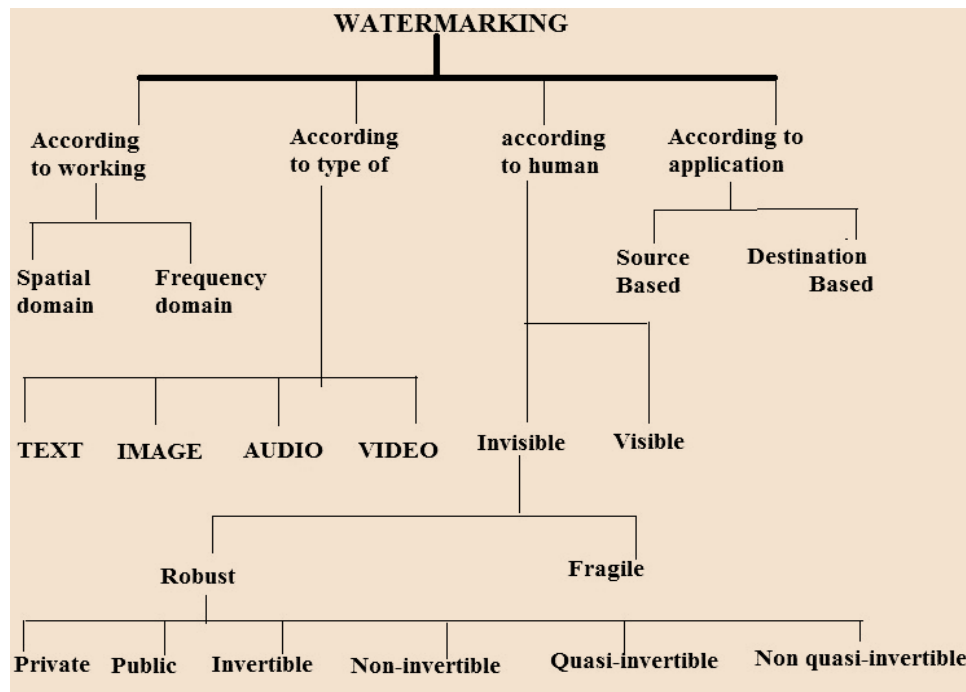 WATERMARKING
According
to working
According
to type of
according
to human
According to
application
Spatial
domain
Frequency
domain
Source
Based
Destination
Based
TEXT
IMAGE
AUDIO
VIDEO
Invisible
Visible
Robust
Fragile
Private
Public
Invertible
Non-invertible
Quasi-invertible
Non quasi-invertible